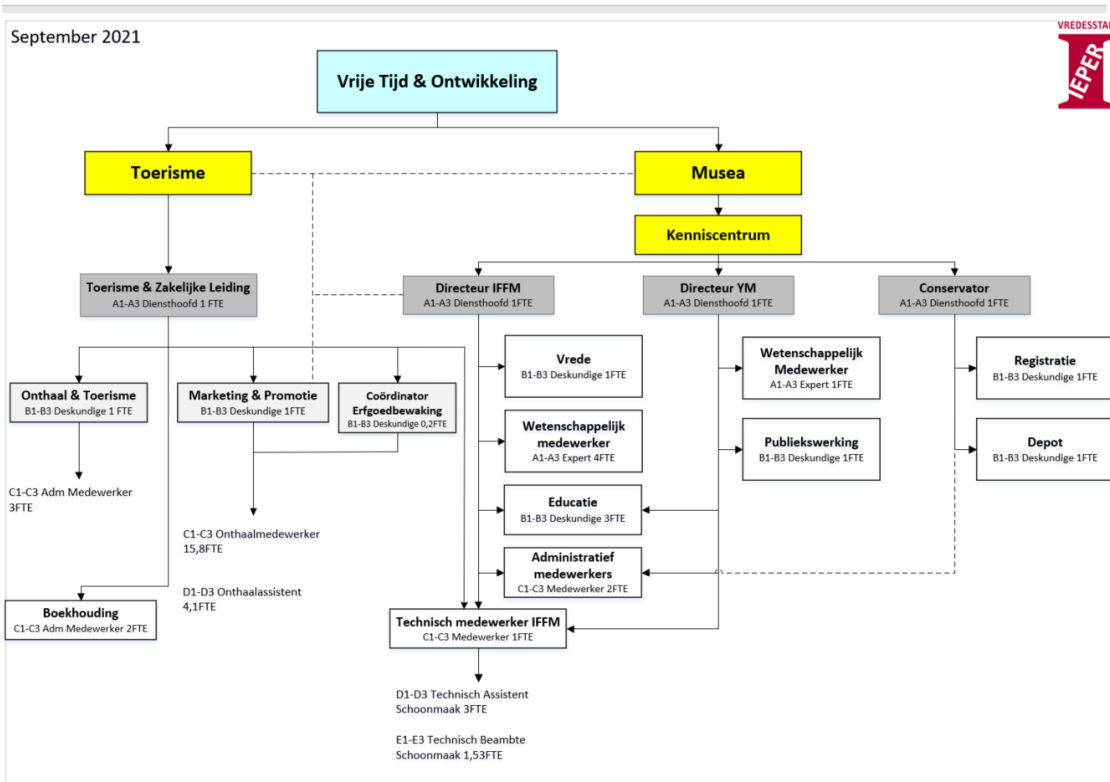 September 2021
VREDESSTAD
IEPER
Vrije Tijd & Ontwikkeling
Toerisme
Musea
Kenniscentrum
Toerisme & Zakelijke Leiding
A1-A3 Diensthoofd 1 FTE
Directeur IFFM
A1-A3 Diensthoofd 1FTE
Directeur YM
A1-A3 Diensthoofd 1FTE
Conservator
A1-A3 Diensthoofd 1FTE
Onthaal & Toerisme
B1-B3 Deskundige 1 FTE
Marketing & Promotie
B1-B3 Deskundige 1FTE
Coördinator
Erfgoedbewaking
B1-B3 Deskundige 0,2FTE
Vrede
B1-B3 Deskundige 1FTE
Wetenschappelijk
Medewerker
A1-A3 Expert 1FTE
Registratie
B1-B3 Deskundige 1FTE
Wetenschappelijk
medewerker
A1-A3 Expert 4FTE
Publiekswerking
B1-B3 Deskundige 1FTE
Depot
B1-B3 Deskundige 1FTE
C1-C3 Adm Medewerker
3FTE
Educatie
B1-B3 Deskundige 3FTE
C1-C3 Onthaalmedewerker
15,8FTE
D1-D3 Onthaalassistent
4,1FTE
Administratief
medewerkers
C1-C3 Medewerker 2FTE
Boekhouding
C1-C3 Adm Medewerker 2FTE
Technisch medewerker IFFM
C1-C3 Medewerker 1FTE
D1-D3 Technisch Assistent
Schoonmaak 3FTE
E1-E3 Technisch Beambte
Schoonmaak 1,53FTE